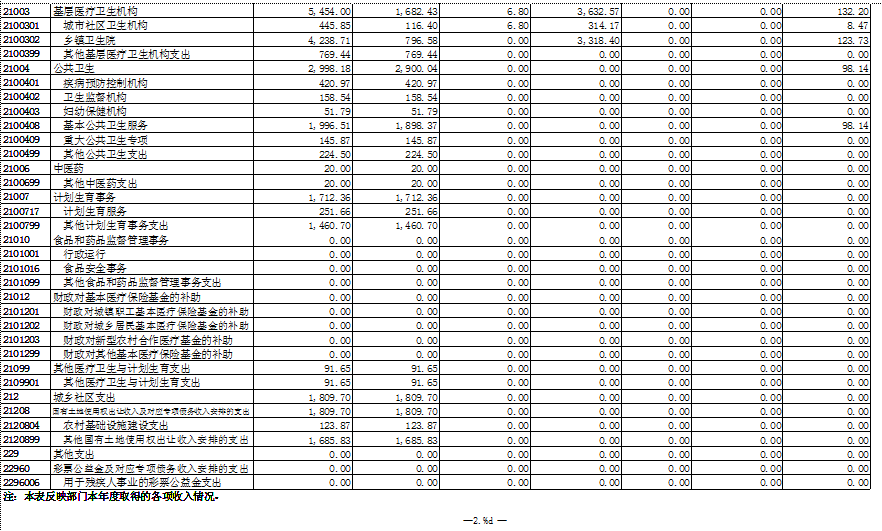 21003 基层医疗卫生机构 5,454.00 1,682.43 6.80 3,632.57 0.00 0.00 132.20
2100301 城市社区卫生机构 445.85 116.40 6.80 314.17 0.00 0.00 8.47
2100302 乡镇卫生院 4,238.71 796.58 0.00 3,318.40 0.00 0.00 123.73
2100399 其他基层医疗卫生机构支出 769.44 769.44 0.00 0.00 0.00 0.00 0.00
21004 公共卫生 2,998.18 2,900.04 0.00 0.00 0.00 0.00 98.14
2100401 疾病预防控制机构 420.97 420.97 0.00 0.00 0.00 0.00 0.00
2100402 卫生监督机构 158.54 158.54 0.00 0.00 0.00 0.00 0.00
2100403 妇幼保健机构 51.79 51.79 0.00 0.00 0.00 0.00 0.00
2100408 基本公共卫生服务 1,996.51 1,898.37 0.00 0.00 0.00 0.00 98.14
2100409 重大公共卫生专项 145.87 145.87 0.00 0.00 0.00 0.00 0.00
2100499 其他公共卫生支出 224.50 224.50 0.00 0.00 0.00 0.00 0.00
21006 中医药 20.00 20.00 0.00 0.00 0.00 0.00 0.00
2100699 其他中医药支出 20.00 20.00 0.00 0.00 0.00 0.00 0.00
21007 计划生育事务 1,712.36 1,712.36 0.00 0.00 0.00 0.00 0.00
2100717 计划生育服务 251.66 251.66 0.00 0.00 0.00 0.00 0.00
2100799 其他计划生育事务支出 1,460.70 1,460.70 0.00 0.00 0.00 0.00 0.00
21010 食品和药品监督管理事务 0.00 0.00 0.00 0.00 0.00 0.00 0.00
2101001 行政运行 0.00 0.00 0.00 0.00 0.00 0.00 0.00
2101016 食品安全事务 0.00 0.00 0.00 0.00 0.00 0.00 0.00
2101099 其他食品和药品监督管理事务支出 0.00 0.00 0.00 0.00 0.00 0.00 0.00
21012 财政对基本医疗保险基金的补助 0.00 0.00 0.00 0.00 0.00 0.00 0.00
2101201 财政对城镇职工基本医疗保险基金的补助 0.00 0.00 0.00 0.00 0.00 0.00 0.00
2101202 财政对城乡居民基本医疗保险基金的补助 0.00 0.00 0.00 0.00 0.00 0.00 0.00
2101203 财政对新型农村合作医疗基金的补助 0.00 0.00 0.00 0.00 0.00 0.00 0.00
2101299 财政对其他基本医疗保险基金的补助 0.00 0.00 0.00 0.00 0.00 0.00 0.00
21099 其他医疗卫生与计划生育支出 91.65 91.65 0.00 0.00 0.00 0.00 0.00
2109901 其他医疗卫生与计划生育支出 91.65 91.65 0.00 0.00 0.00 0.00 0.00
212 城乡社区支出 1,809.70 1,809.70 0.00 0.00 0.00 0.00 0.00
21208 国有土地使用权出让收入及对应专项债务收入安排的支出 1,809.70 1,809.70 0.00 0.00 0.00 0.00 0.00
2120804 农村基础设施建设支出 123.87 123.87 0.00 0.00 0.00 0.00 0.00
2120899 其他国有土地使用权出让收入安排的支出 1,685.83 1,685.83 0.00 0.00 0.00 0.00 0.00
229 其他支出 0.00 0.00 0.00 0.00 0.00 0.00 0.00
22960 彩票公益金及对应专项债务收入安排的支出 0.00 0.00 0.00 0.00 0.00 0.00 0.00
2296006 用于残疾人事业的彩票公益金支出 0.00 0.00 0.00 0.00 0.00 0.00 0.00
注：本表反映部门本年度取得的各项收入情况。
—2.%d —